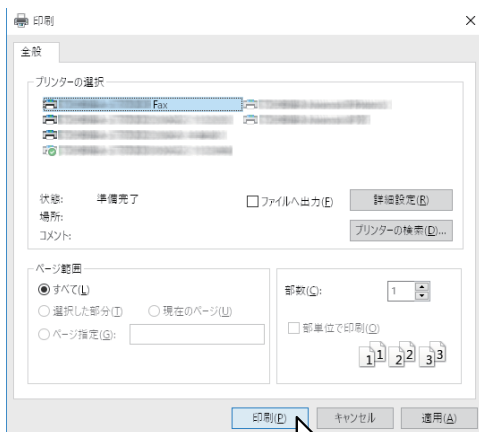 印刷
全般
プリンターの選択
Fax
状態: 準備完了
場所:
コメント:
ファイルへ出力(F)
詳細設定(R)
プリンターの検索(D)...
ページ範囲
すべて(L)
選択した部分(T) 現在のページ(U)
ページ指定(G):
部数(C): 1
部単位で印刷(O)
1 1 2 2 3 3
印刷(P) キャンセル 適用(A)